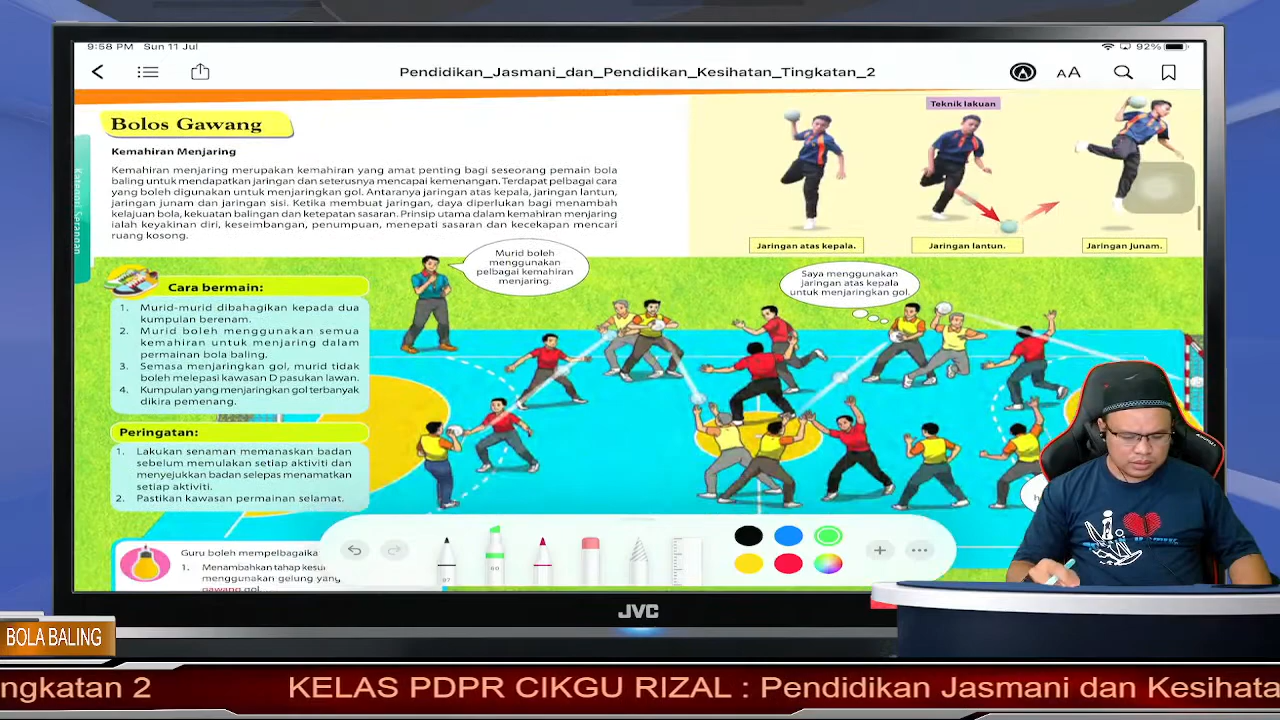 9:58 PM Sun 11 Jul
92%
Pendidikan_Jasmani_dan_Pendidikan_Kesihatan_Tingkatan_2
AA
Bolos Gawang
Kemahiran Menjaring
Kemahiran menjaring merupakan kemahiran yang amat penting bagi seseorang pemain bola
baling untuk mendapatkan jaringan dan seterusnya mencapai kemenangan. Terdapat pelbagai cara
yang boleh digunakan untuk menjaringkan gol. Antaranya jaringan atas kepala, jaringan lantun,
jaringan junam dan jaringan sisi. Ketika membuat jaringan, daya diperlukan bagi menambah
kelajuan bola, kekuatan balingan dan ketepatan sasaran. Prinsip utama dalam kemahiran menjaring
ialah keyakinan diri, keseimbangan, penumpuan, menepati sasaran dan kecekapan mencari
ruang kosong.
Kategori: Serangan
Teknik lakuan
Jaringan atas kepala.
Jaringan lantun.
Jaringan junam.
Murid boleh
menggunakan
pelbagai kemahiran
menjaring.
Saya menggunakan
jaringan atas kepala
untuk menjaringkan gol.
Cara bermain:
1. Murid-murid dibahagikan kepada dua
kumpulan berenam.
2. Murid boleh menggunakan semua
kemahiran untuk menjaring dalam
permainan bola baling.
3. Semasa menjaringkan gol, murid tidak
boleh melepasi kawasan D pasukan lawan.
4. Kumpulan yang menjaringkan gol terbanyak
dikira pemenang.
Peringatan:
1. Lakukan senaman memanaskan badan
sebelum memulakan setiap aktiviti dan
menyejukkan badan selepas menamatkan
setiap aktiviti.
2. Pastikan kawasan permainan selamat.
Guru boleh mempelbagaika
1. Menambahkan tahap kesu
menggunakan gelung yang
gawang gol.
97
80
JVC
BOLA BALING
ngkatan 2 KELAS PDPR CIKGU RIZAL : Pendidikan Jasmani dan Kesihata